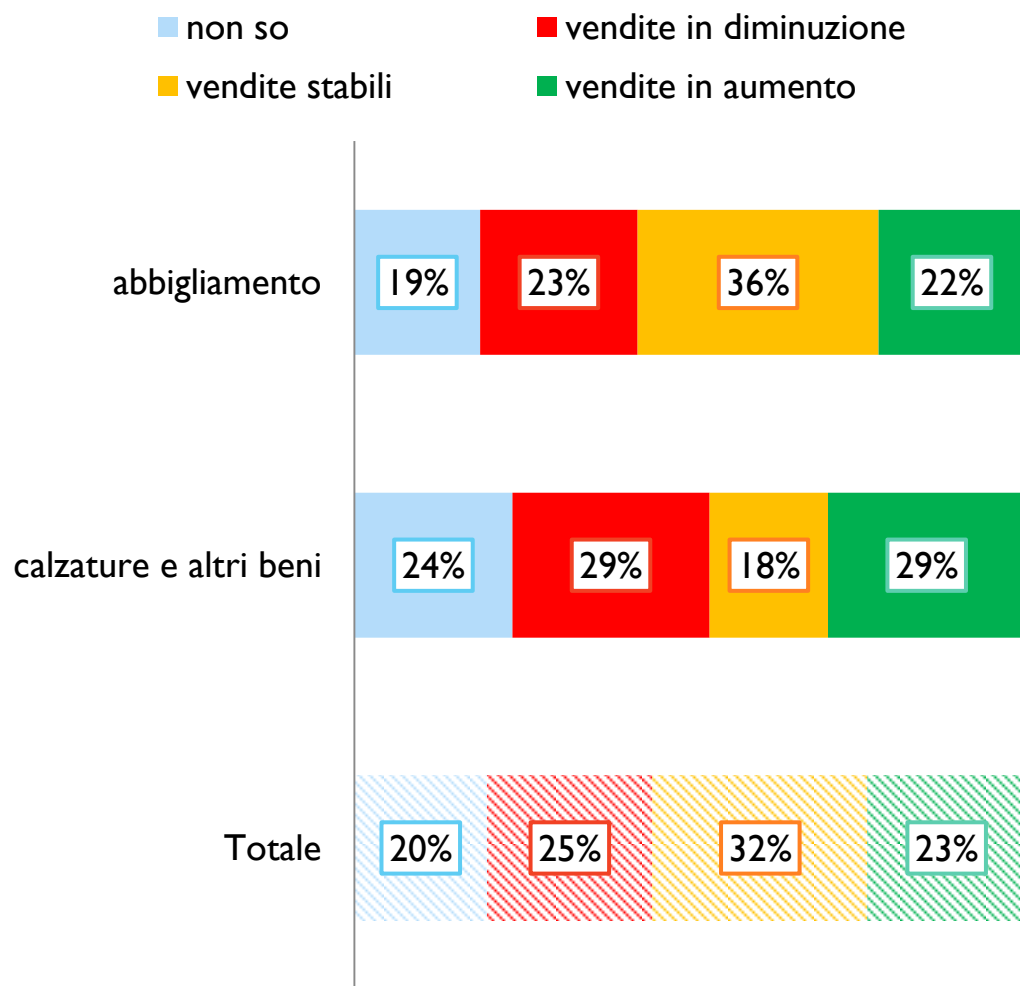 non so
vendite in diminuzione
vendite stabili
vendite in aumento
abbigliamento
19%
23%
36%
22%
calzature e altri beni
24%
29%
18%
29%
Totale
20%
25%
32%
23%